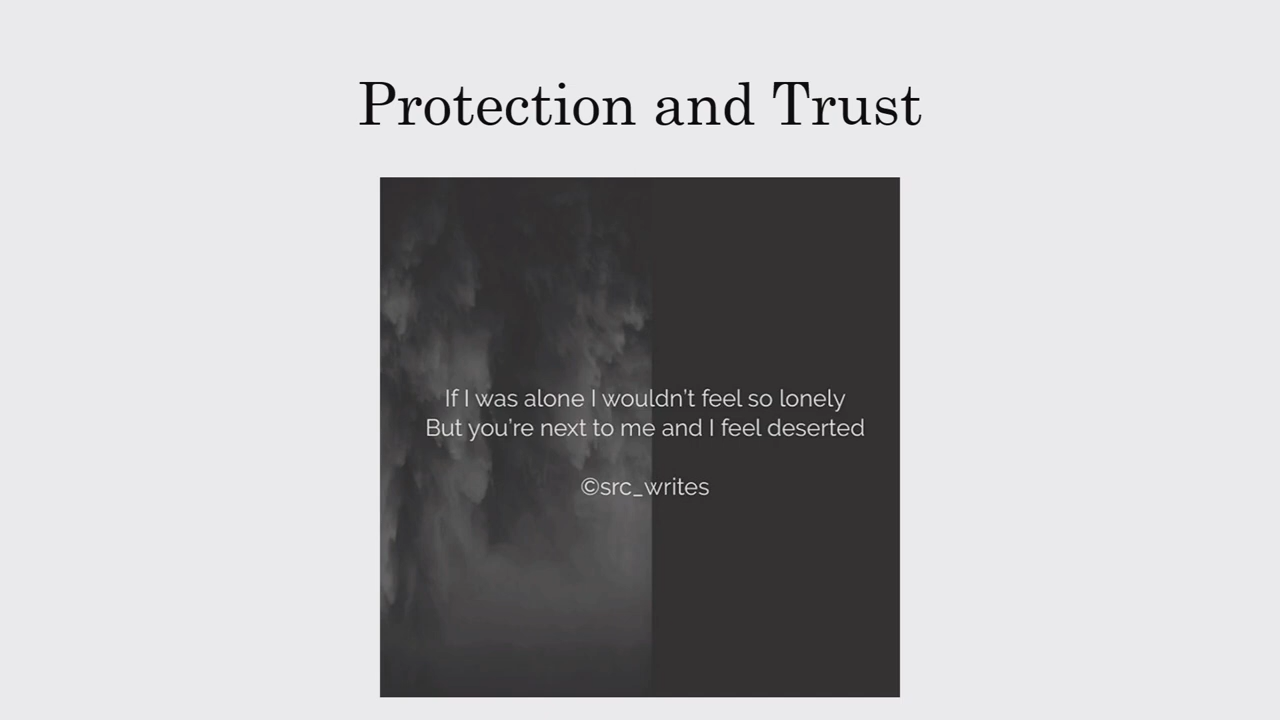 Protection and Trust
If I was alone I wouldn't feel so lonely
But you're next to me and I feel deserted
©src_writes